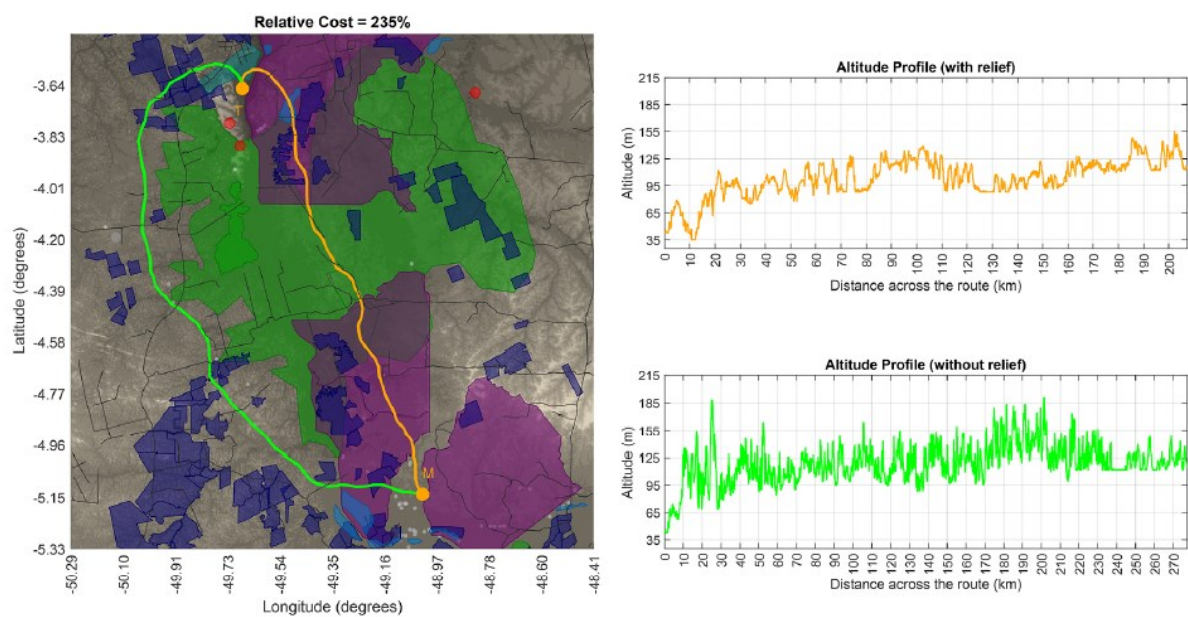 Relative Cost = 235%
Latitude (degrees)
-3.64
-3.83
-4.01
-4.20
-4.39
-4.58
-4.77
-4.96
-5.15
-5.33
T
M
-50.29
-50.10
-49.91
-49.73
-49.54
-49.35
-49.16
-48.97
-48.78
-48.60
-48.41
Longitude (degrees)
Altitude Profile (with relief)
Altitude (m)
215
185
155
125
95
65
35
0 10 20 30 40 50 60 70 80 90 100 110 120 130 140 150 160 170 180 190 200
Distance across the route (km)
Altitude Profile (without relief)
Altitude (m)
215
185
155
125
95
65
35
0 10 20 30 40 50 60 70 80 90 100 110 120 130 140 150 160 170 180 190 200 210 220 230 240 250 260 270
Distance across the route (km)